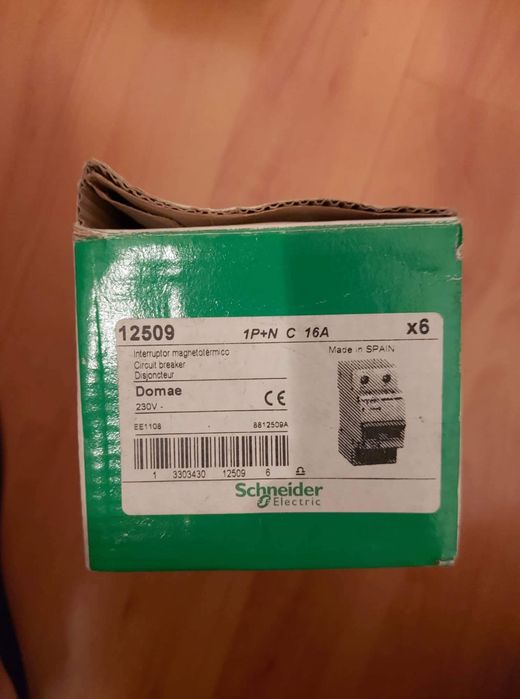 12509 1P+N C 16A x6
Interruptor magnetotérmico
Circuit breaker
Disjoncteur
Made in SPAIN
Domae
230V~
CE
EE1108 8812509A
1 3303430 12509 6
Schneider
Electric